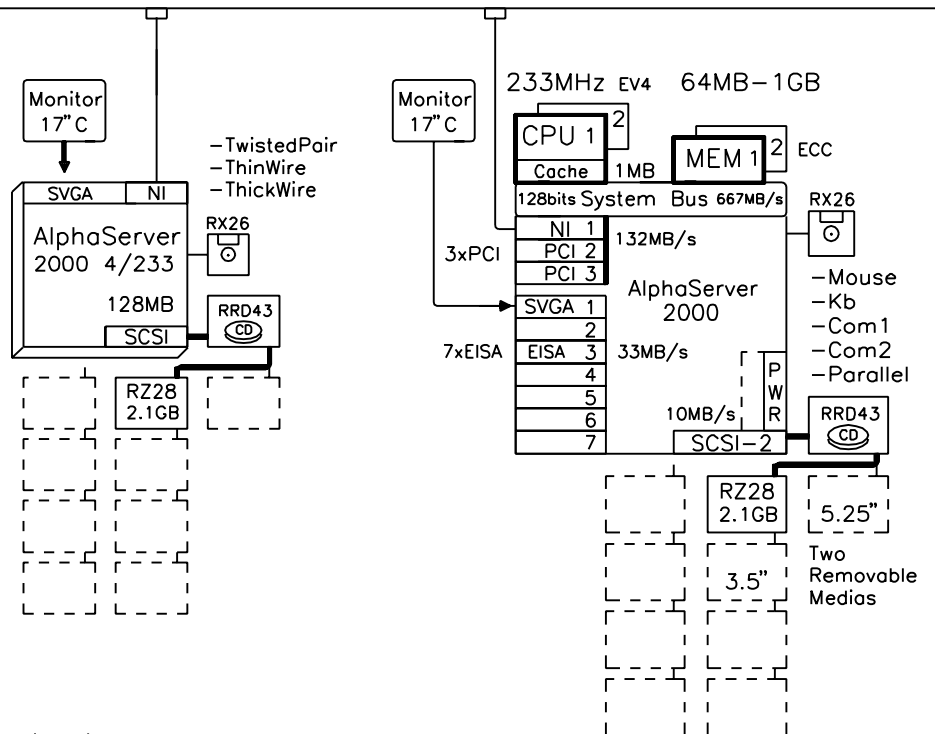 Monitor
17"C
-TwistedPair
-ThinWire
-ThickWire
SVGA
NI
AlphaServer
2000 4/233
128MB
SCSI
RX26
RRD43
CD
RZ28
2.1GB
Monitor
17"C
233MHz EV4 64MB-1GB
CPU 1
2
Cache
1MB
MEM 1
2
ECC
128bits System Bus 667MB/s
3xPCI
NI 1
PCI 2
PCI 3
132MB/s
RX26
AlphaServer
2000
-Mouse
-Kb
-Com1
-Com2
-Parallel
7xEISA
SVGA 1
2
EISA 3
4
5
6
7
33MB/s
PWR
10MB/s
SCSI-2
RRD43
CD
RZ28
2.1GB
5.25"
3.5"
Two
Removable
Medias